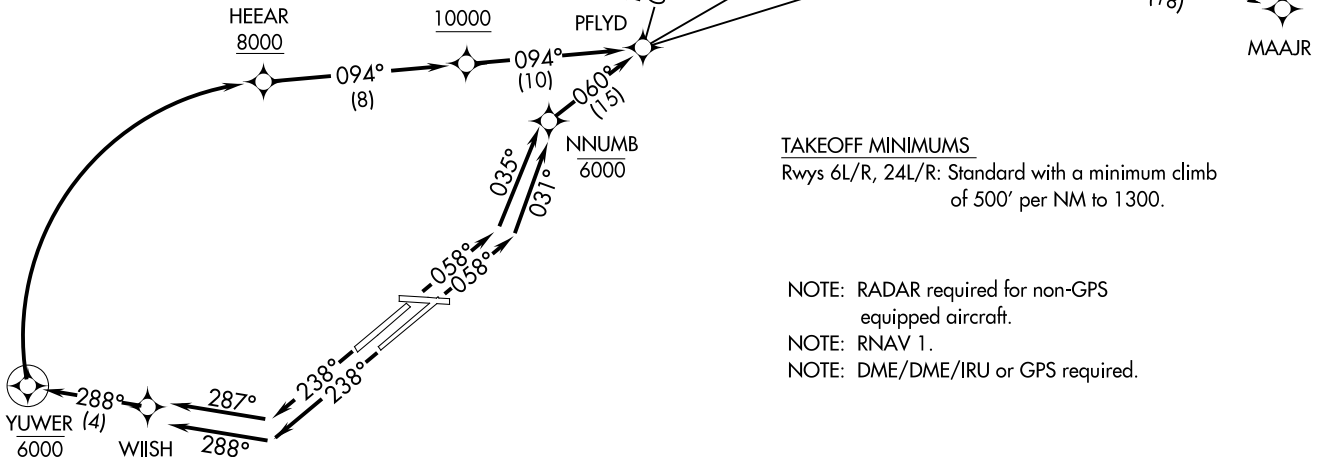 HEEAR
8000
10000
PFLYD
178)
MAAJR
094°
(8)
094°
(10)
060°
(15)
NNUMB
6000
035°
031°
058°
058°
TAKEOFF MINIMUMS
Rwys 6L/R, 24L/R: Standard with a minimum climb
of 500' per NM to 1300.
NOTE: RADAR required for non-GPS
equipped aircraft.
NOTE: RNAV 1.
NOTE: DME/DME/IRU or GPS required.
238°
238°
287°
288°
288°
(4)
YUWER
6000
WIISH